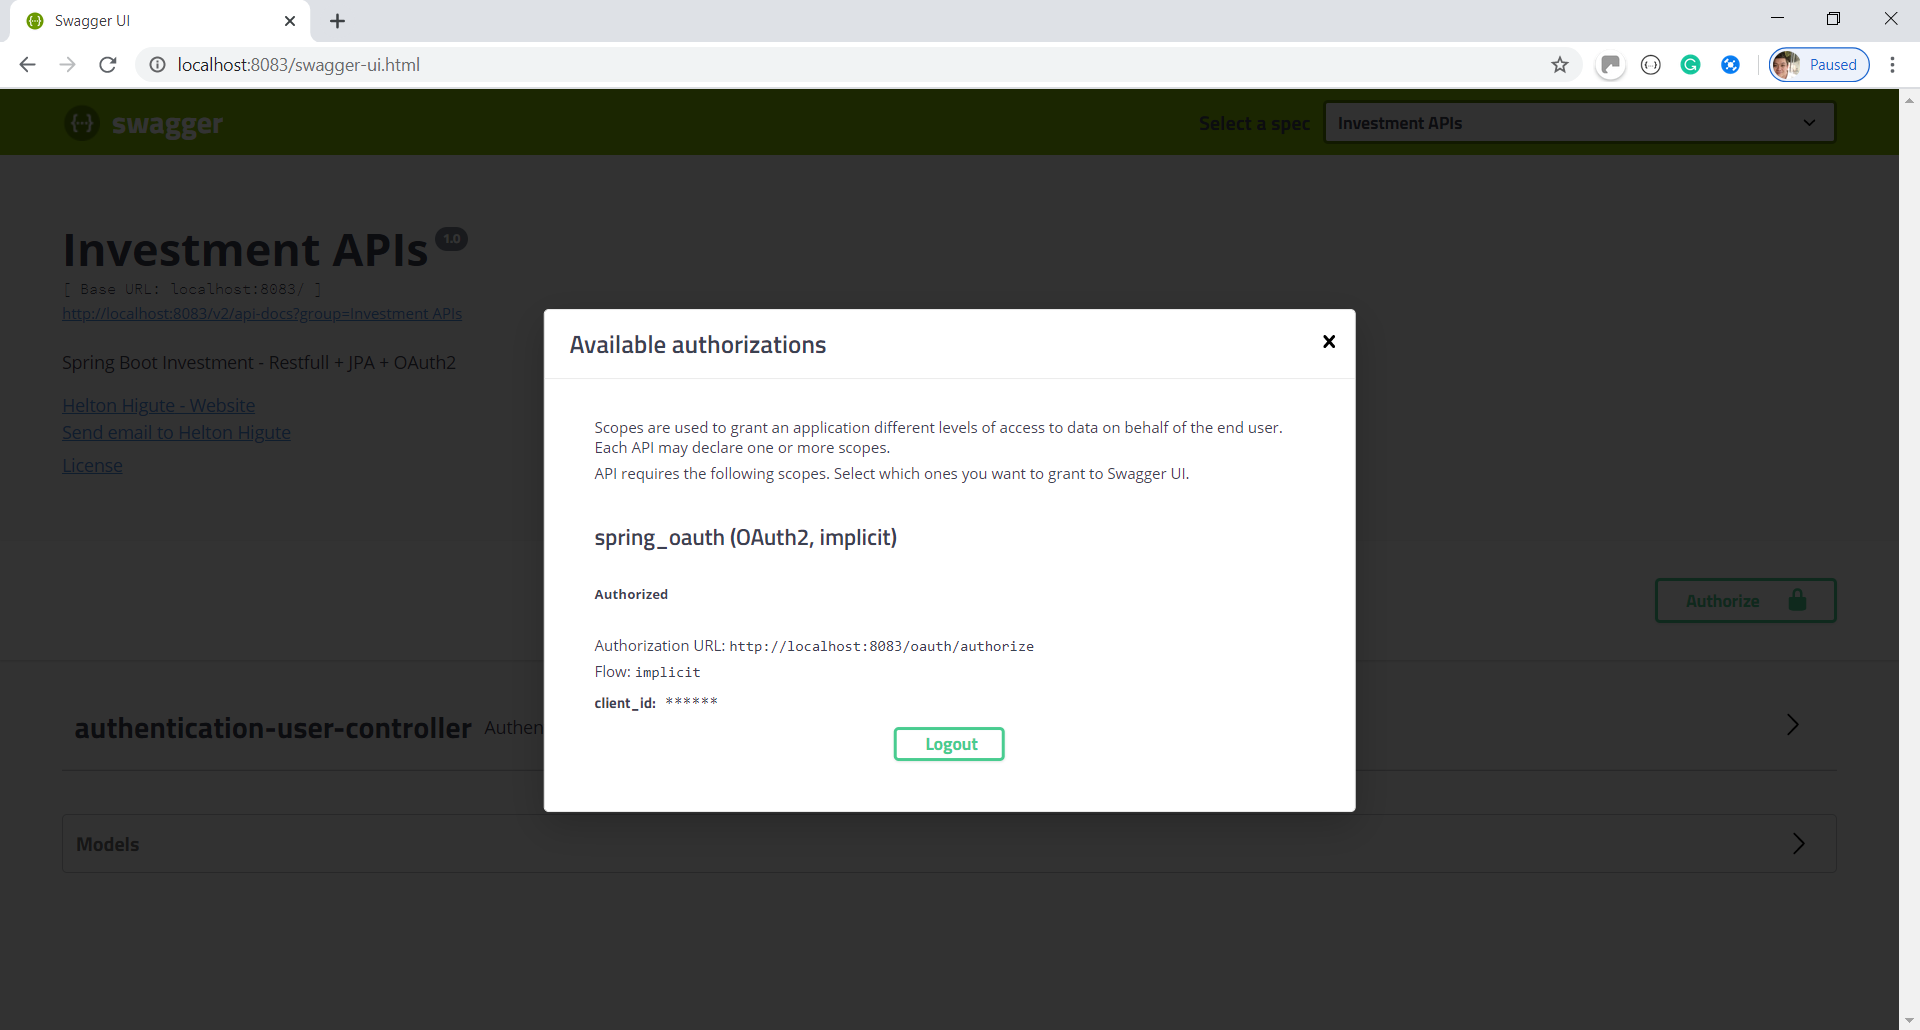 Swagger UI
localhost:8083/swagger-ui.html
Paused
{···} swagger
Select a spec
Investment APIs
Investment APIs 1.0
[ Base URL: localhost:8083/ ]
http://localhost:8083/v2/api-docs?group=Investment APIs
Spring Boot Investment - Restfull + JPA + OAuth2
Helton Higute - Website
Send email to Helton Higute
License
Available authorizations
Scopes are used to grant an application different levels of access to data on behalf of the end user.
Each API may declare one or more scopes.
API requires the following scopes. Select which ones you want to grant to Swagger UI.
spring_oauth (OAuth2, implicit)
Authorized
Authorization URL: http://localhost:8083/oauth/authorize
Flow: implicit
client_id: ******
Logout
Authorize
authentication-user-controller Authen
Models